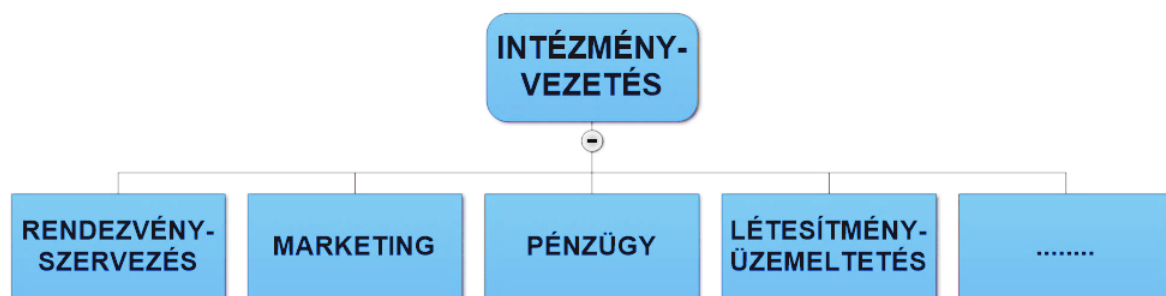 INTÉZMÉNY-
VEZETÉS
RENDEZVÉNY-
SZERVEZÉS
MARKETING
PÉNZÜGY
LÉTESÍTMÉNY-
ÜZEMELTETÉS
........